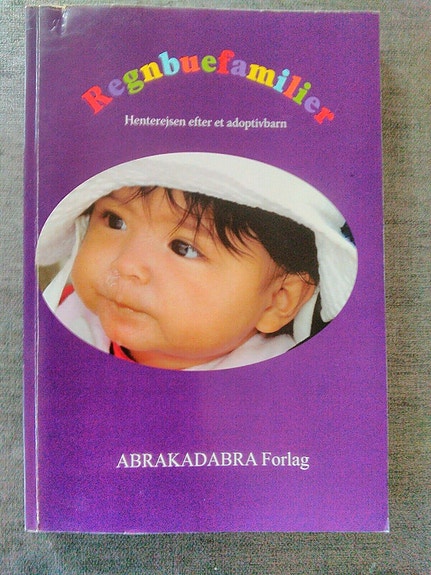 Regnbuefamilier
Henterejsen efter et adoptivbarn
ABRAKADABRA Forlag